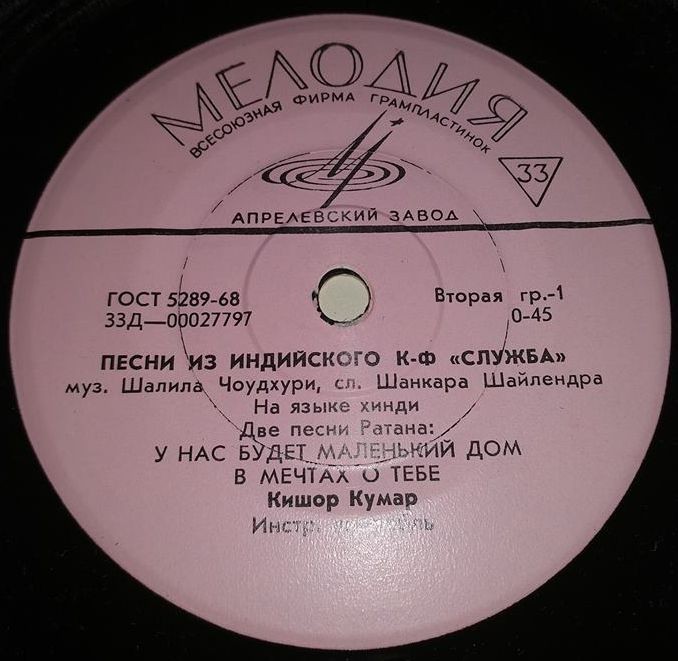 МЕЛОДИЯ
ВСЕСОЮЗНАЯ ФИРМА ГРАМПЛАСТИНОК
33
АПРЕЛЕВСКИЙ ЗАВОД
ГОСТ 5289-68
Вторая гр.-1
33Д—00027797
0-45
ПЕСНИ ИЗ ИНДИЙСКОГО К-Ф «СЛУЖБА»
муз. Шалила Чоудхури, сл. Шанкара Шайлендра
На языке хинди
Две песни Ратана:
У НАС БУДЕТ МАЛЕНЬКИЙ ДОМ
В МЕЧТАХ О ТЕБЕ
Кишор Кумар
Инстр.